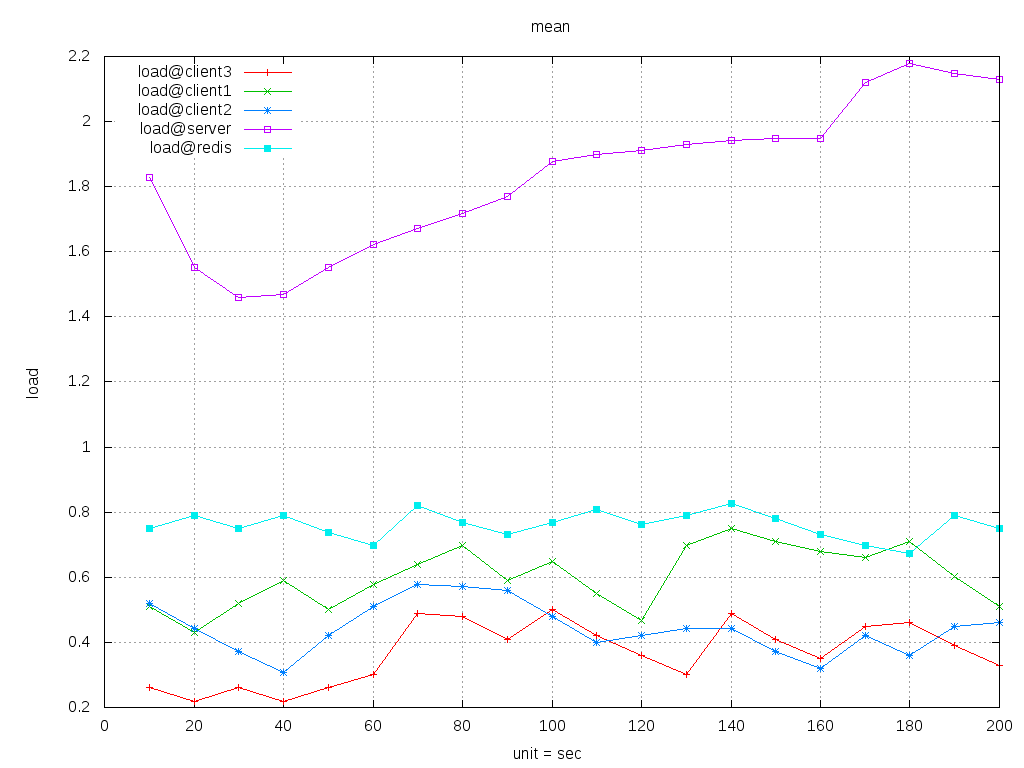 mean
load@client3
load@client1
load@client2
load@server
load@redis
2.2
2
1.8
1.6
1.4
1.2
1
0.8
0.6
0.4
0.2
load
0 20 40 60 80 100 120 140 160 180 200
unit = sec